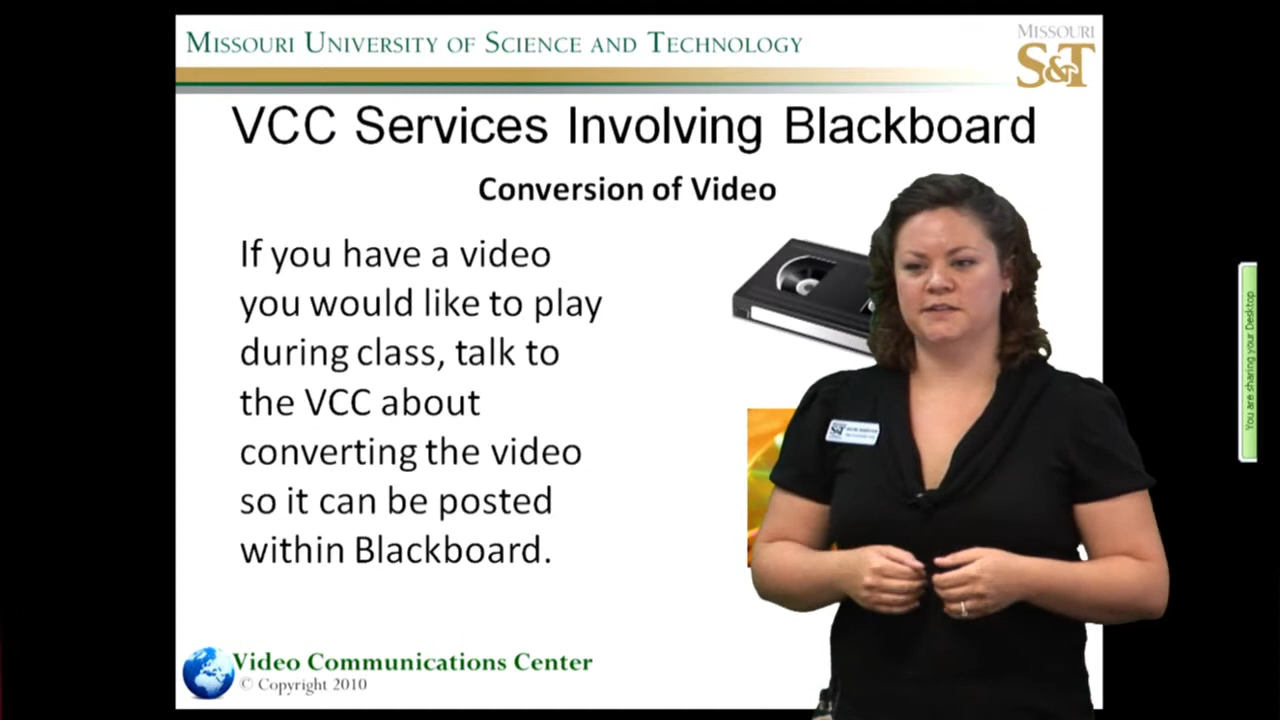 MISSOURI UNIVERSITY OF SCIENCE AND TECHNOLOGY
MISSOURI
S&T
VCC Services Involving Blackboard
Conversion of Video
If you have a video
you would like to play
during class, talk to
the VCC about
converting the video
so it can be posted
within Blackboard.
Video Communications Center
© Copyright 2010
You are sharing your Desktop